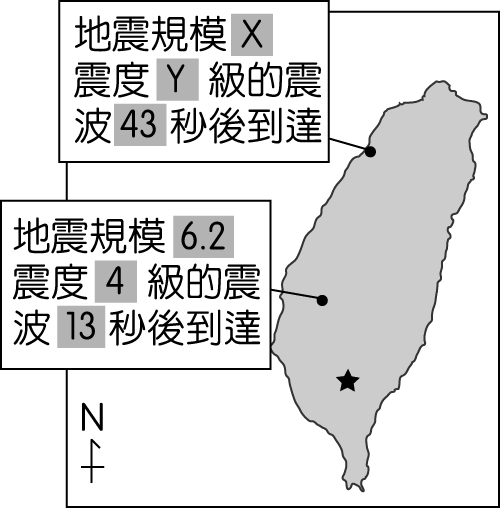 地震規模 X
震度 Y 級的震
波 43 秒後到達
地震規模 6.2
震度 4 級的震
波 13 秒後到達
N